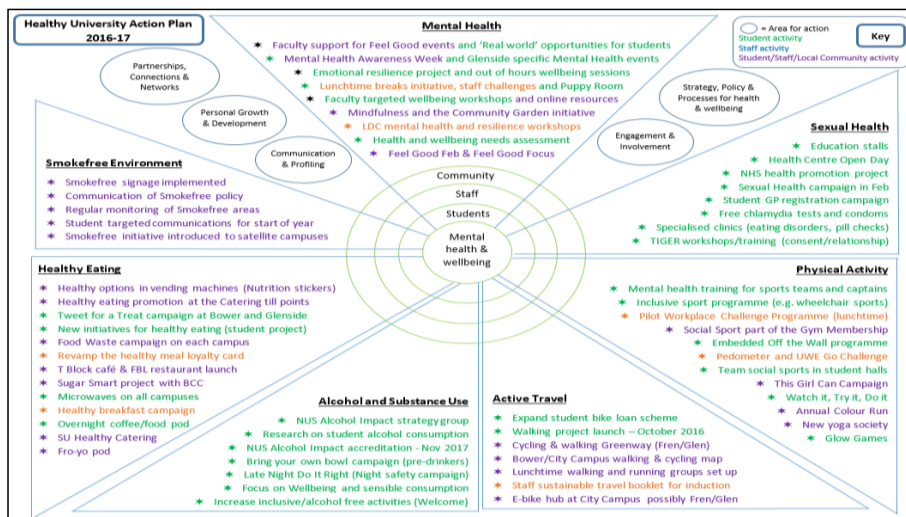 Healthy University Action Plan
2016-17
Mental Health
Faculty support for Feel Good events and 'Real world' opportunities for students
Mental Health Awareness Week and Glenside specific Mental Health events
Emotional resilience project and out of hours wellbeing sessions
Lunchtime breaks initiative, staff challenges and Puppy Room
Faculty targeted wellbeing workshops and online resources
Mindfulness and the Community Garden initiative
LDC mental health and resilience workshops
Health and wellbeing needs assessment
Feel Good Feb & Feel Good Focus
= Area for action
Student activity
Staff activity
Student/Staff/Local Community activity
Key
Partnerships,
Connections &
Networks
Personal Growth
& Development
Communication
& Profiling
Strategy, Policy &
Processes for health
& wellbeing
Engagement &
Involvement
Smokefree Environment
Smokefree signage implemented
Communication of Smokefree policy
Regular monitoring of Smokefree areas
Student targeted communications for start of year
Smokefree initiative introduced to satellite campuses
Community
Staff
Students
Mental
health &
wellbeing
Sexual Health
Education stalls
Health Centre Open Day
NHS health promotion project
Sexual Health campaign in Feb
Student GP registration campaign
Free chlamydia tests and condoms
Specialised clinics (eating disorders, pill checks)
TIGER workshops/training (consent/relationship)
Healthy Eating
Healthy options in vending machines (Nutrition stickers)
Healthy eating promotion at the Catering till points
Tweet for a Treat campaign at Bower and Glenside
New initiatives for healthy eating (student project)
Food Waste campaign on each campus
Revamp the healthy meal loyalty card
T Block café & FBL restaurant launch
Sugar Smart project with BCC
Microwaves on all campuses
Healthy breakfast campaign
Overnight coffee/food pod
SU Healthy Catering
Fro-yo pod
Alcohol and Substance Use
NUS Alcohol Impact strategy group
Research on student alcohol consumption
NUS Alcohol Impact accreditation - Nov 2017
Bring your own bowl campaign (pre-drinkers)
Late Night Do It Right (Night safety campaign)
Focus on Wellbeing and sensible consumption
Increase inclusive/alcohol free activities (Welcome)
Active Travel
Expand student bike loan scheme
Walking project launch – October 2016
Cycling & walking Greenway (Fren/Glen)
Bower/City Campus walking & cycling map
Lunchtime walking and running groups set up
Staff sustainable travel booklet for induction
E-bike hub at City Campus possibly Fren/Glen
Physical Activity
Mental health training for sports teams and captains
Inclusive sport programme (e.g. wheelchair sports)
Pilot Workplace Challenge Programme (lunchtime)
Social Sport part of the Gym Membership
Embedded Off the Wall programme
Pedometer and UWE Go Challenge
Team social sports in student halls
This Girl Can Campaign
Watch it, Try it, Do it
Annual Colour Run
New yoga society
Glow Games